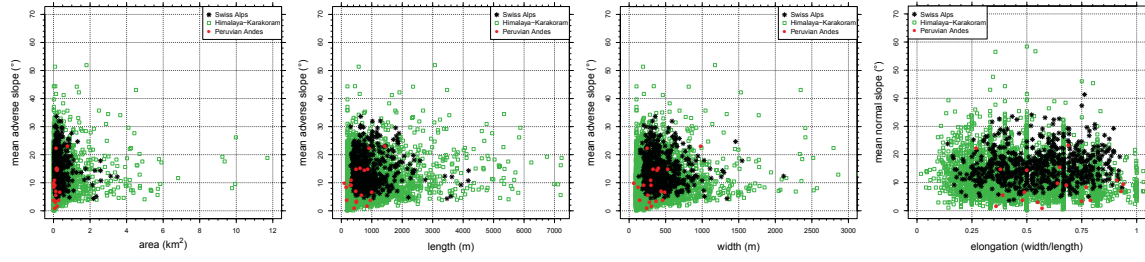 70
60
50
40
30
20
10
0
mean adverse slope (°)
Swiss Alps
Himalaya−Karakoram
Peruvian Andes
0 2 4 6 8 10 12
area (km²)
70
60
50
40
30
20
10
0
mean adverse slope (°)
Swiss Alps
Himalaya−Karakoram
Peruvian Andes
0 1000 2000 3000 4000 5000 6000 7000
length (m)
70
60
50
40
30
20
10
0
mean adverse slope (°)
Swiss Alps
Himalaya−Karakoram
Peruvian Andes
0 500 1000 1500 2000 2500 3000
width (m)
70
60
50
40
30
20
10
0
mean normal slope (°)
Swiss Alps
Himalaya−Karakoram
Peruvian Andes
0.25 0.5 0.75 1
elongation (width/length)